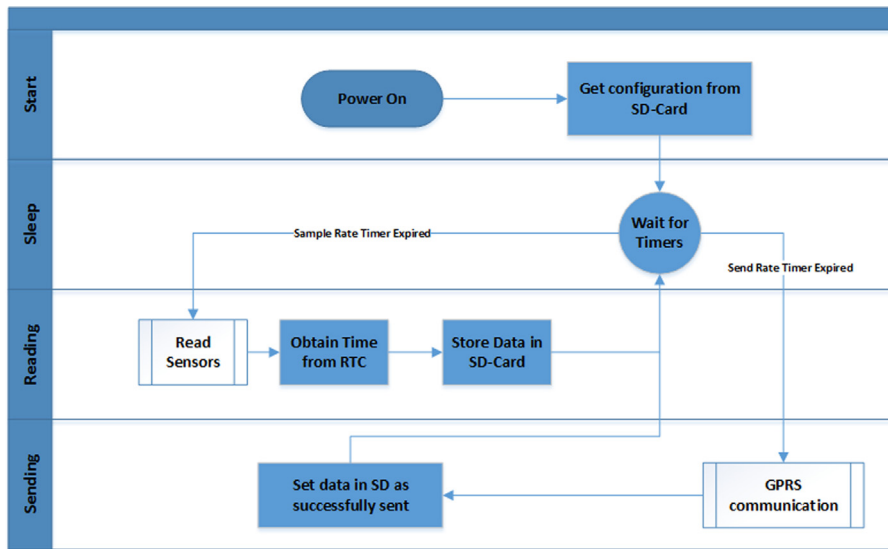 Start
Power On
Get configuration from
SD-Card
Sleep
Wait for
Timers
Sample Rate Timer Expired
Send Rate Timer Expired
Reading
Read
Sensors
Obtain Time
from RTC
Store Data in
SD-Card
Sending
Set data in SD as
successfully sent
GPRS
communication